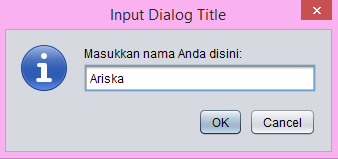 Input Dialog Title
Masukkan nama Anda disini:
Ariska
OK Cancel